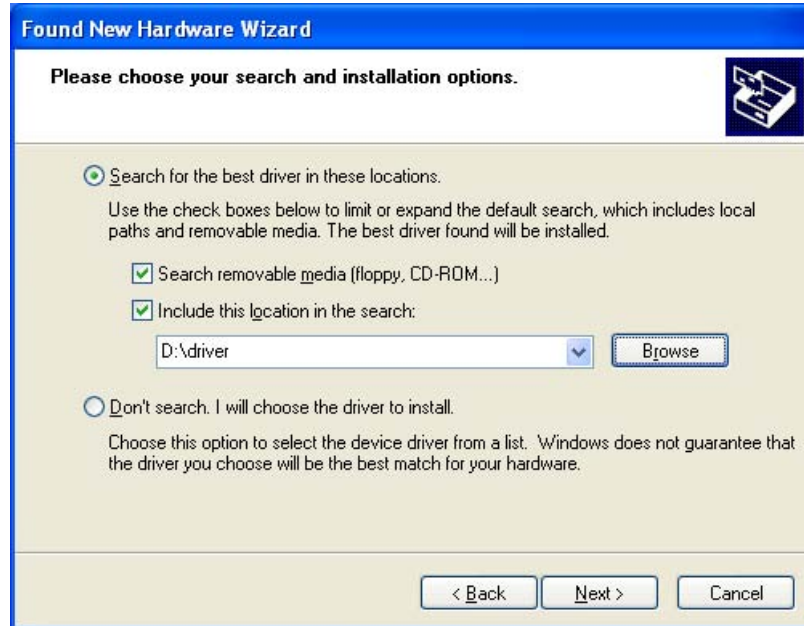 Found New Hardware Wizard
Please choose your search and installation options.
Search for the best driver in these locations.
Use the check boxes below to limit or expand the default search, which includes local
paths and removable media. The best driver found will be installed.
Search removable media (floppy, CD-ROM...)
Include this location in the search:
D:\driver
Browse
Don't search. I will choose the driver to install.
Choose this option to select the device driver from a list.  Windows does not guarantee that
the driver you choose will be the best match for your hardware.
< Back
Next >
Cancel